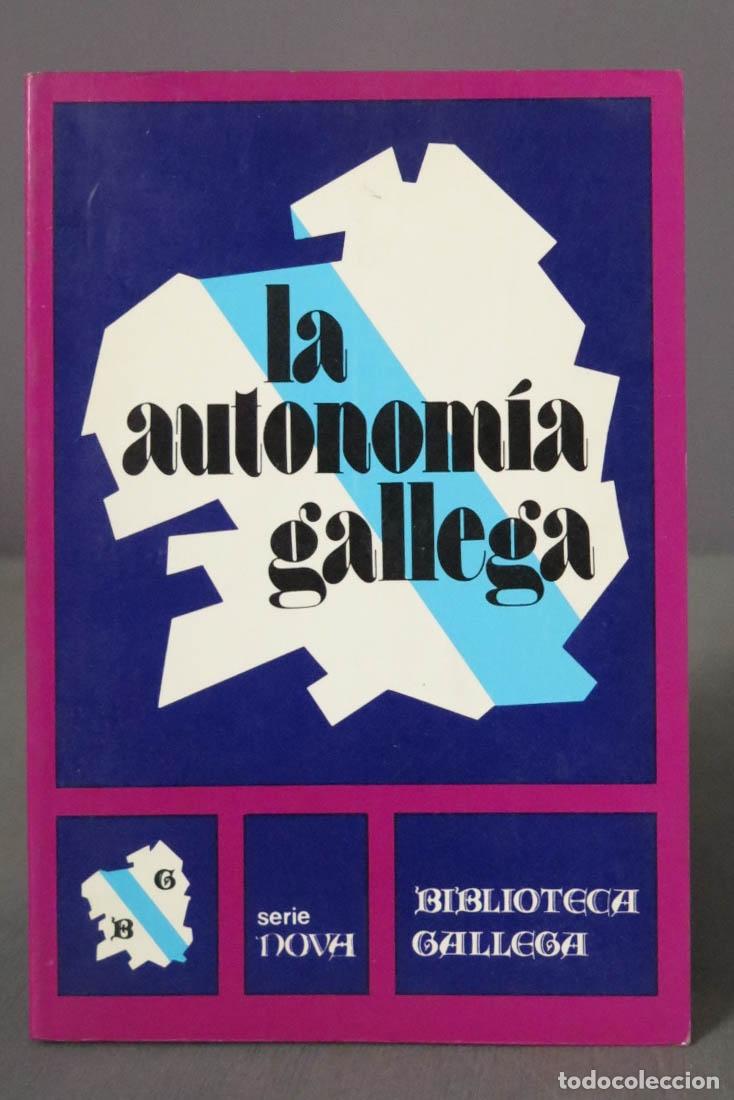 la
autonomía
gallega
G
B
serie
NOVA
BIBLIOTECA
GALLEGA
todocoleccion